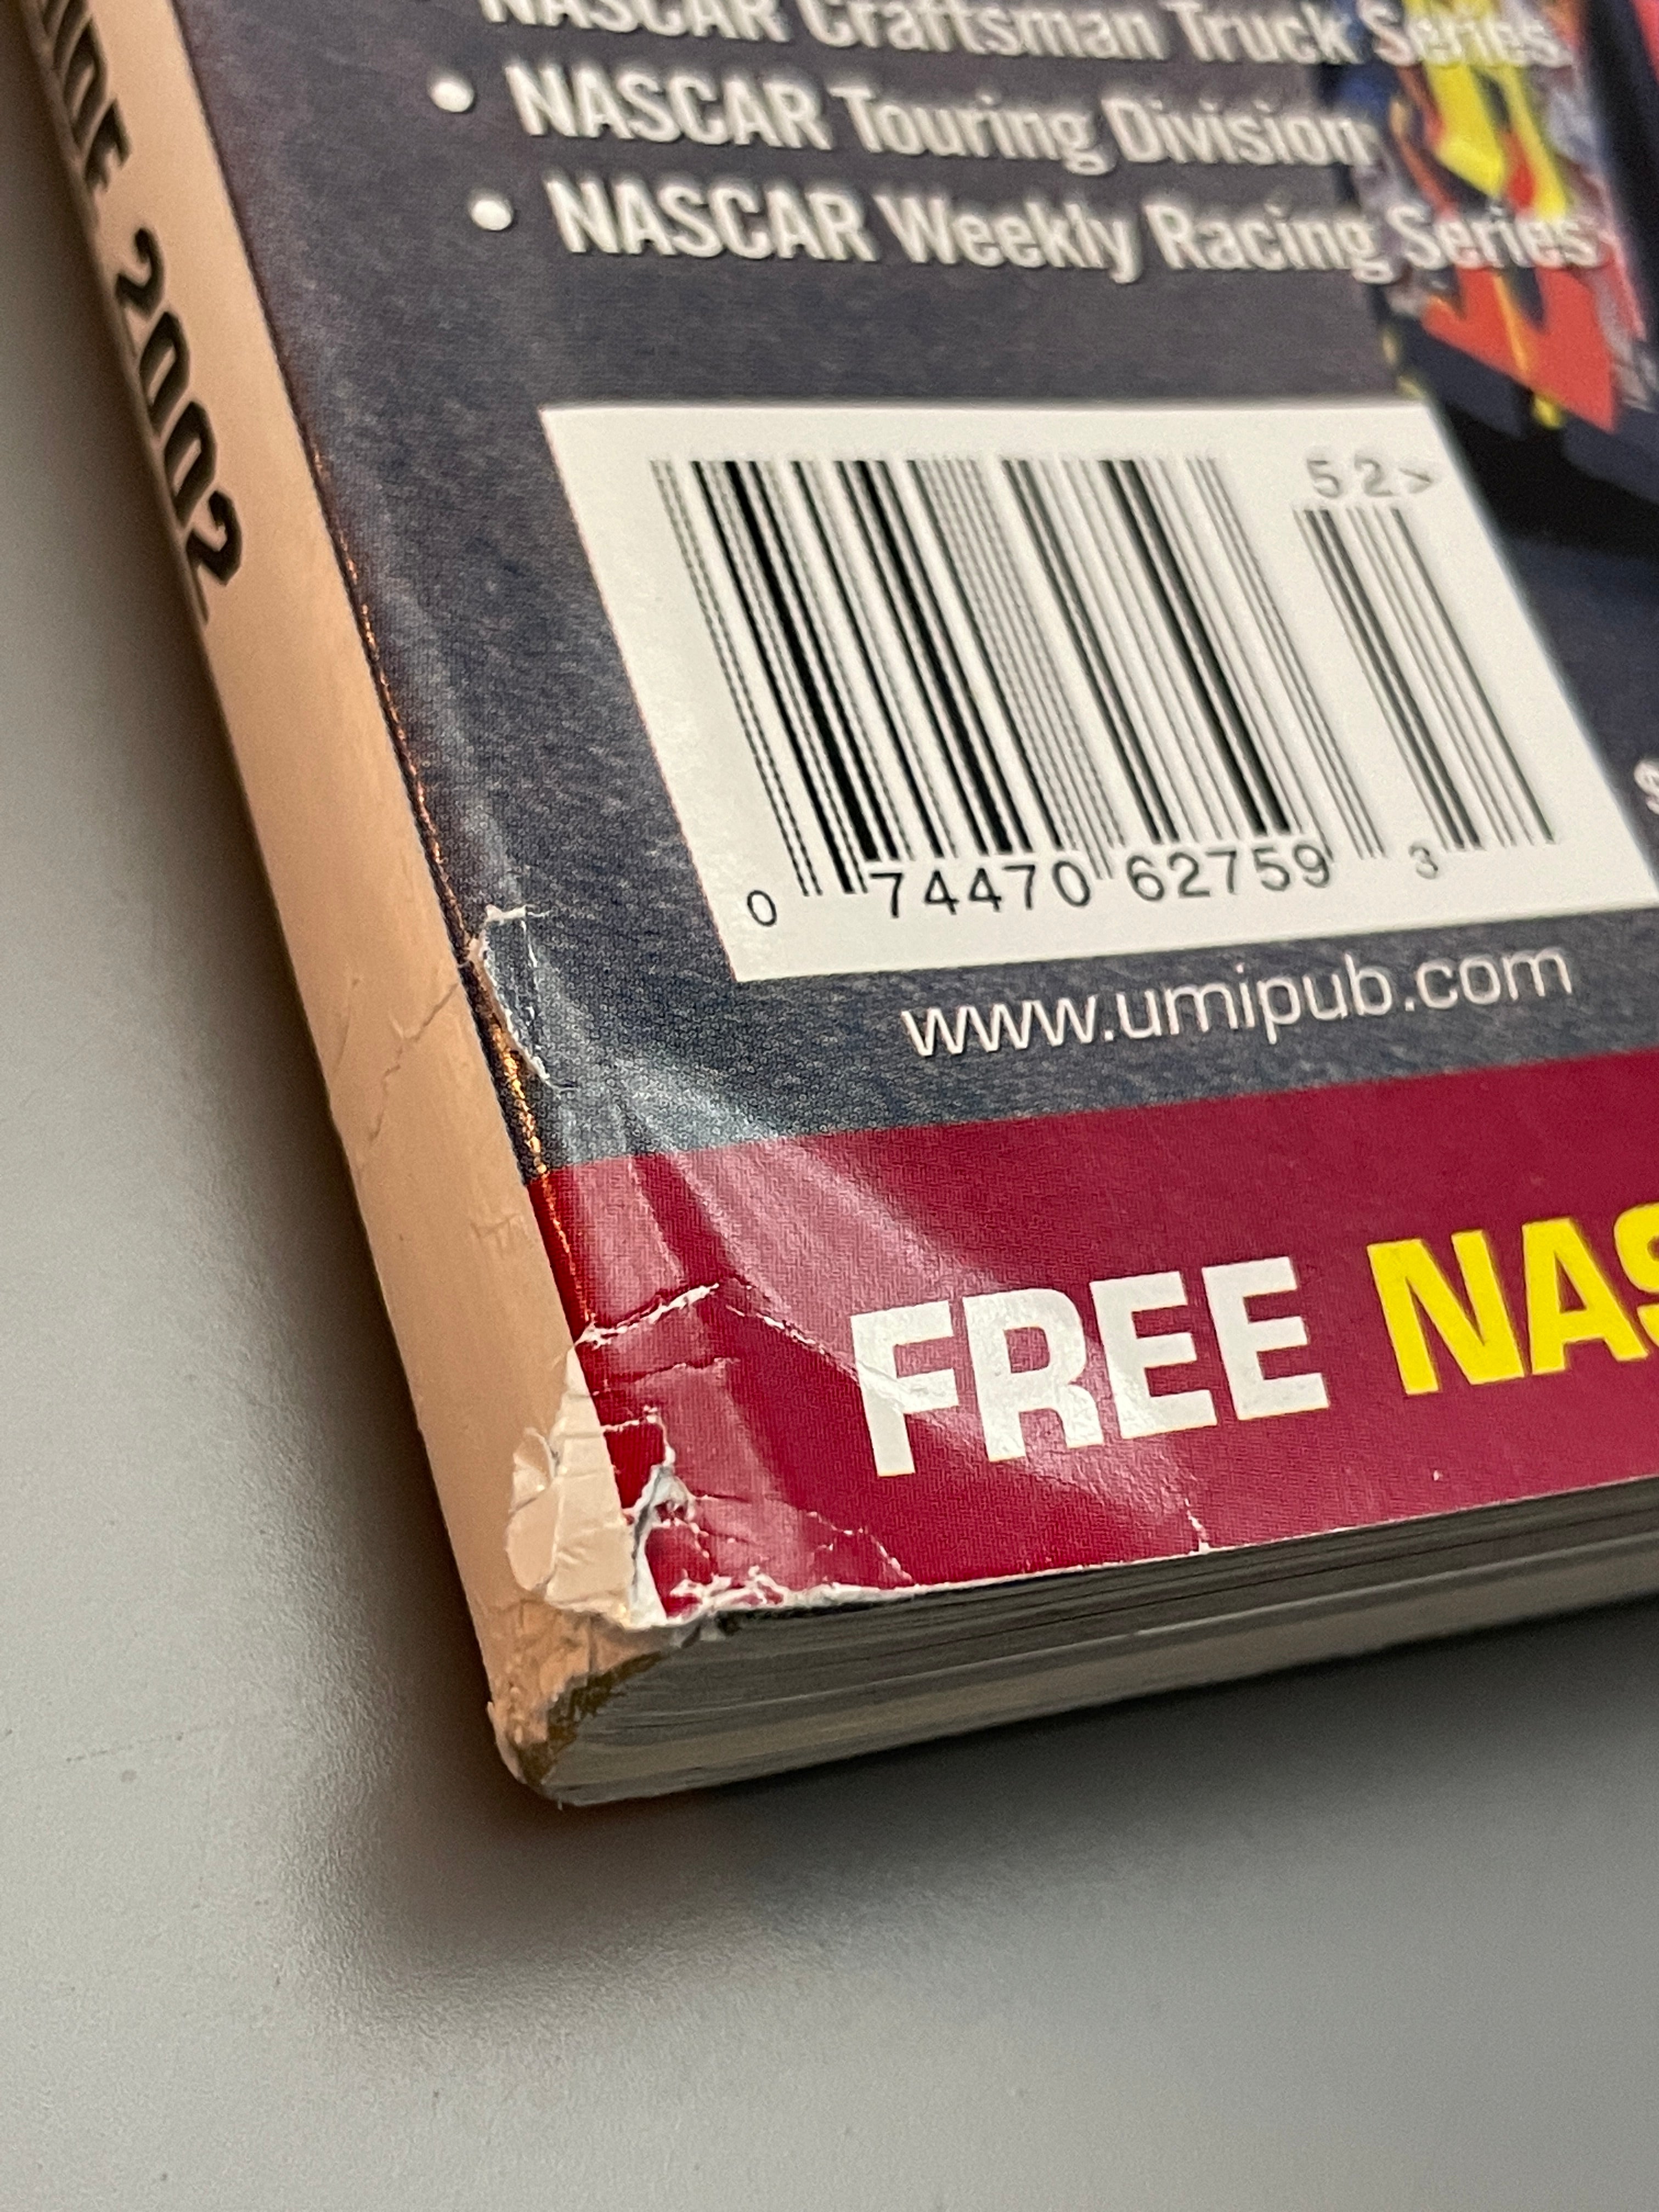 NASCAR Craftsman Truck Series
• NASCAR Touring Division
• NASCAR Weekly Racing Series
2002
52>
0 74470 62759 3
www.umipub.com
FREE NAS